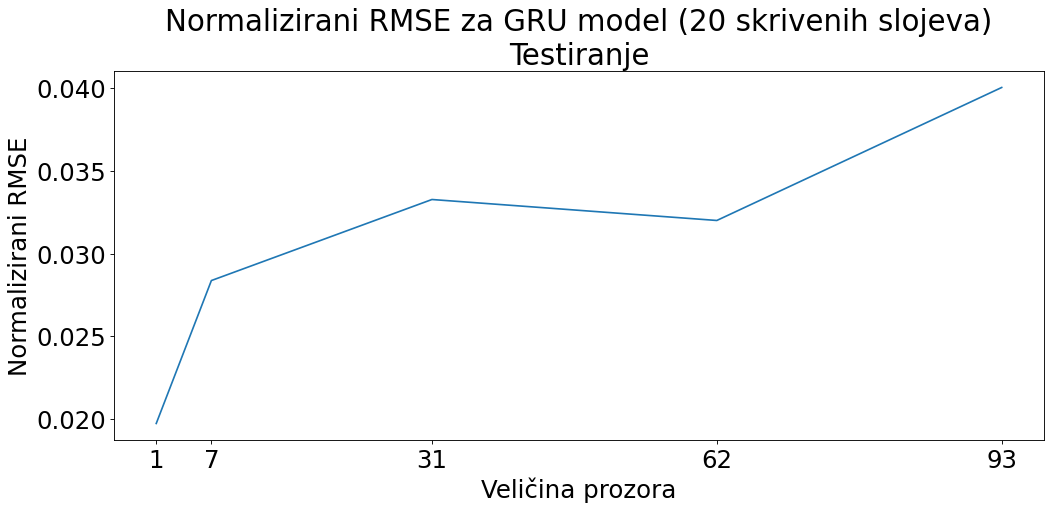 Normalizirani RMSE za GRU model (20 skrivenih slojeva)
Testiranje
Normalizirani RMSE
0.040
0.035
0.030
0.025
0.020
1 7 31 62 93
Veličina prozora